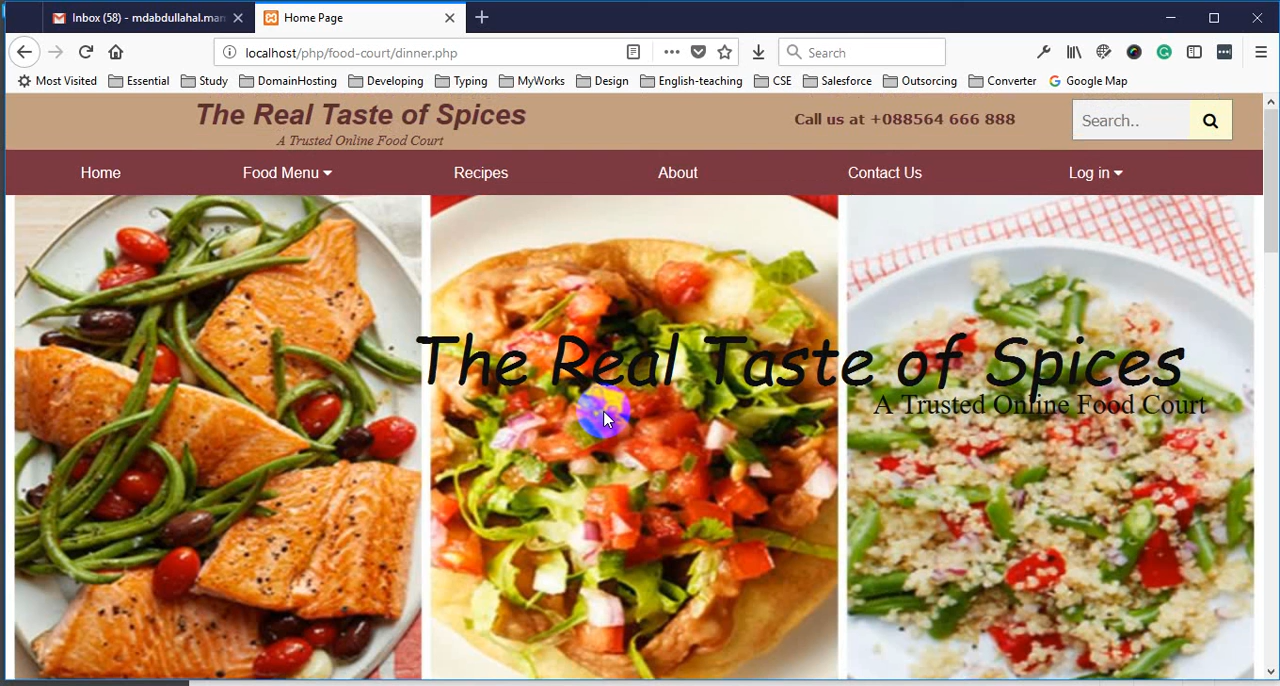 Inbox (58) - mdabdullahal.man
Home Page
localhost/php/food-court/dinner.php
Search
Most Visited
Essential
Study
DomainHosting
Developing
Typing
MyWorks
Design
English-teaching
CSE
Salesforce
Outsorcing
Converter
Google Map
The Real Taste of Spices
A Trusted Online Food Court
Call us at +088564 666 888
Search..
Home
Food Menu
Recipes
About
Contact Us
Log in
The Real Taste of Spices
A Trusted Online Food Court